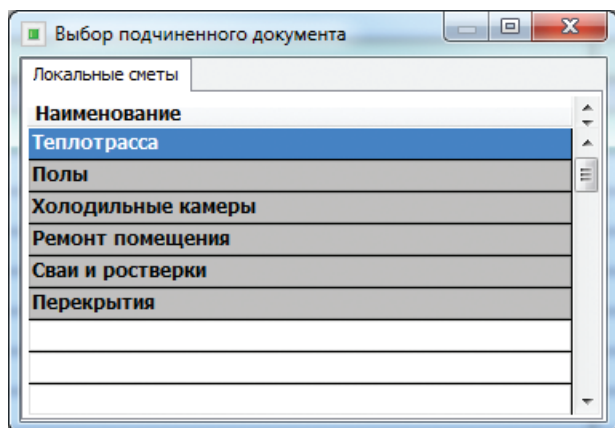 Выбор подчиненного документа
Локальные сметы
Наименование
Теплотрасса
Полы
Холодильные камеры
Ремонт помещения
Сваи и ростверки
Перекрытия